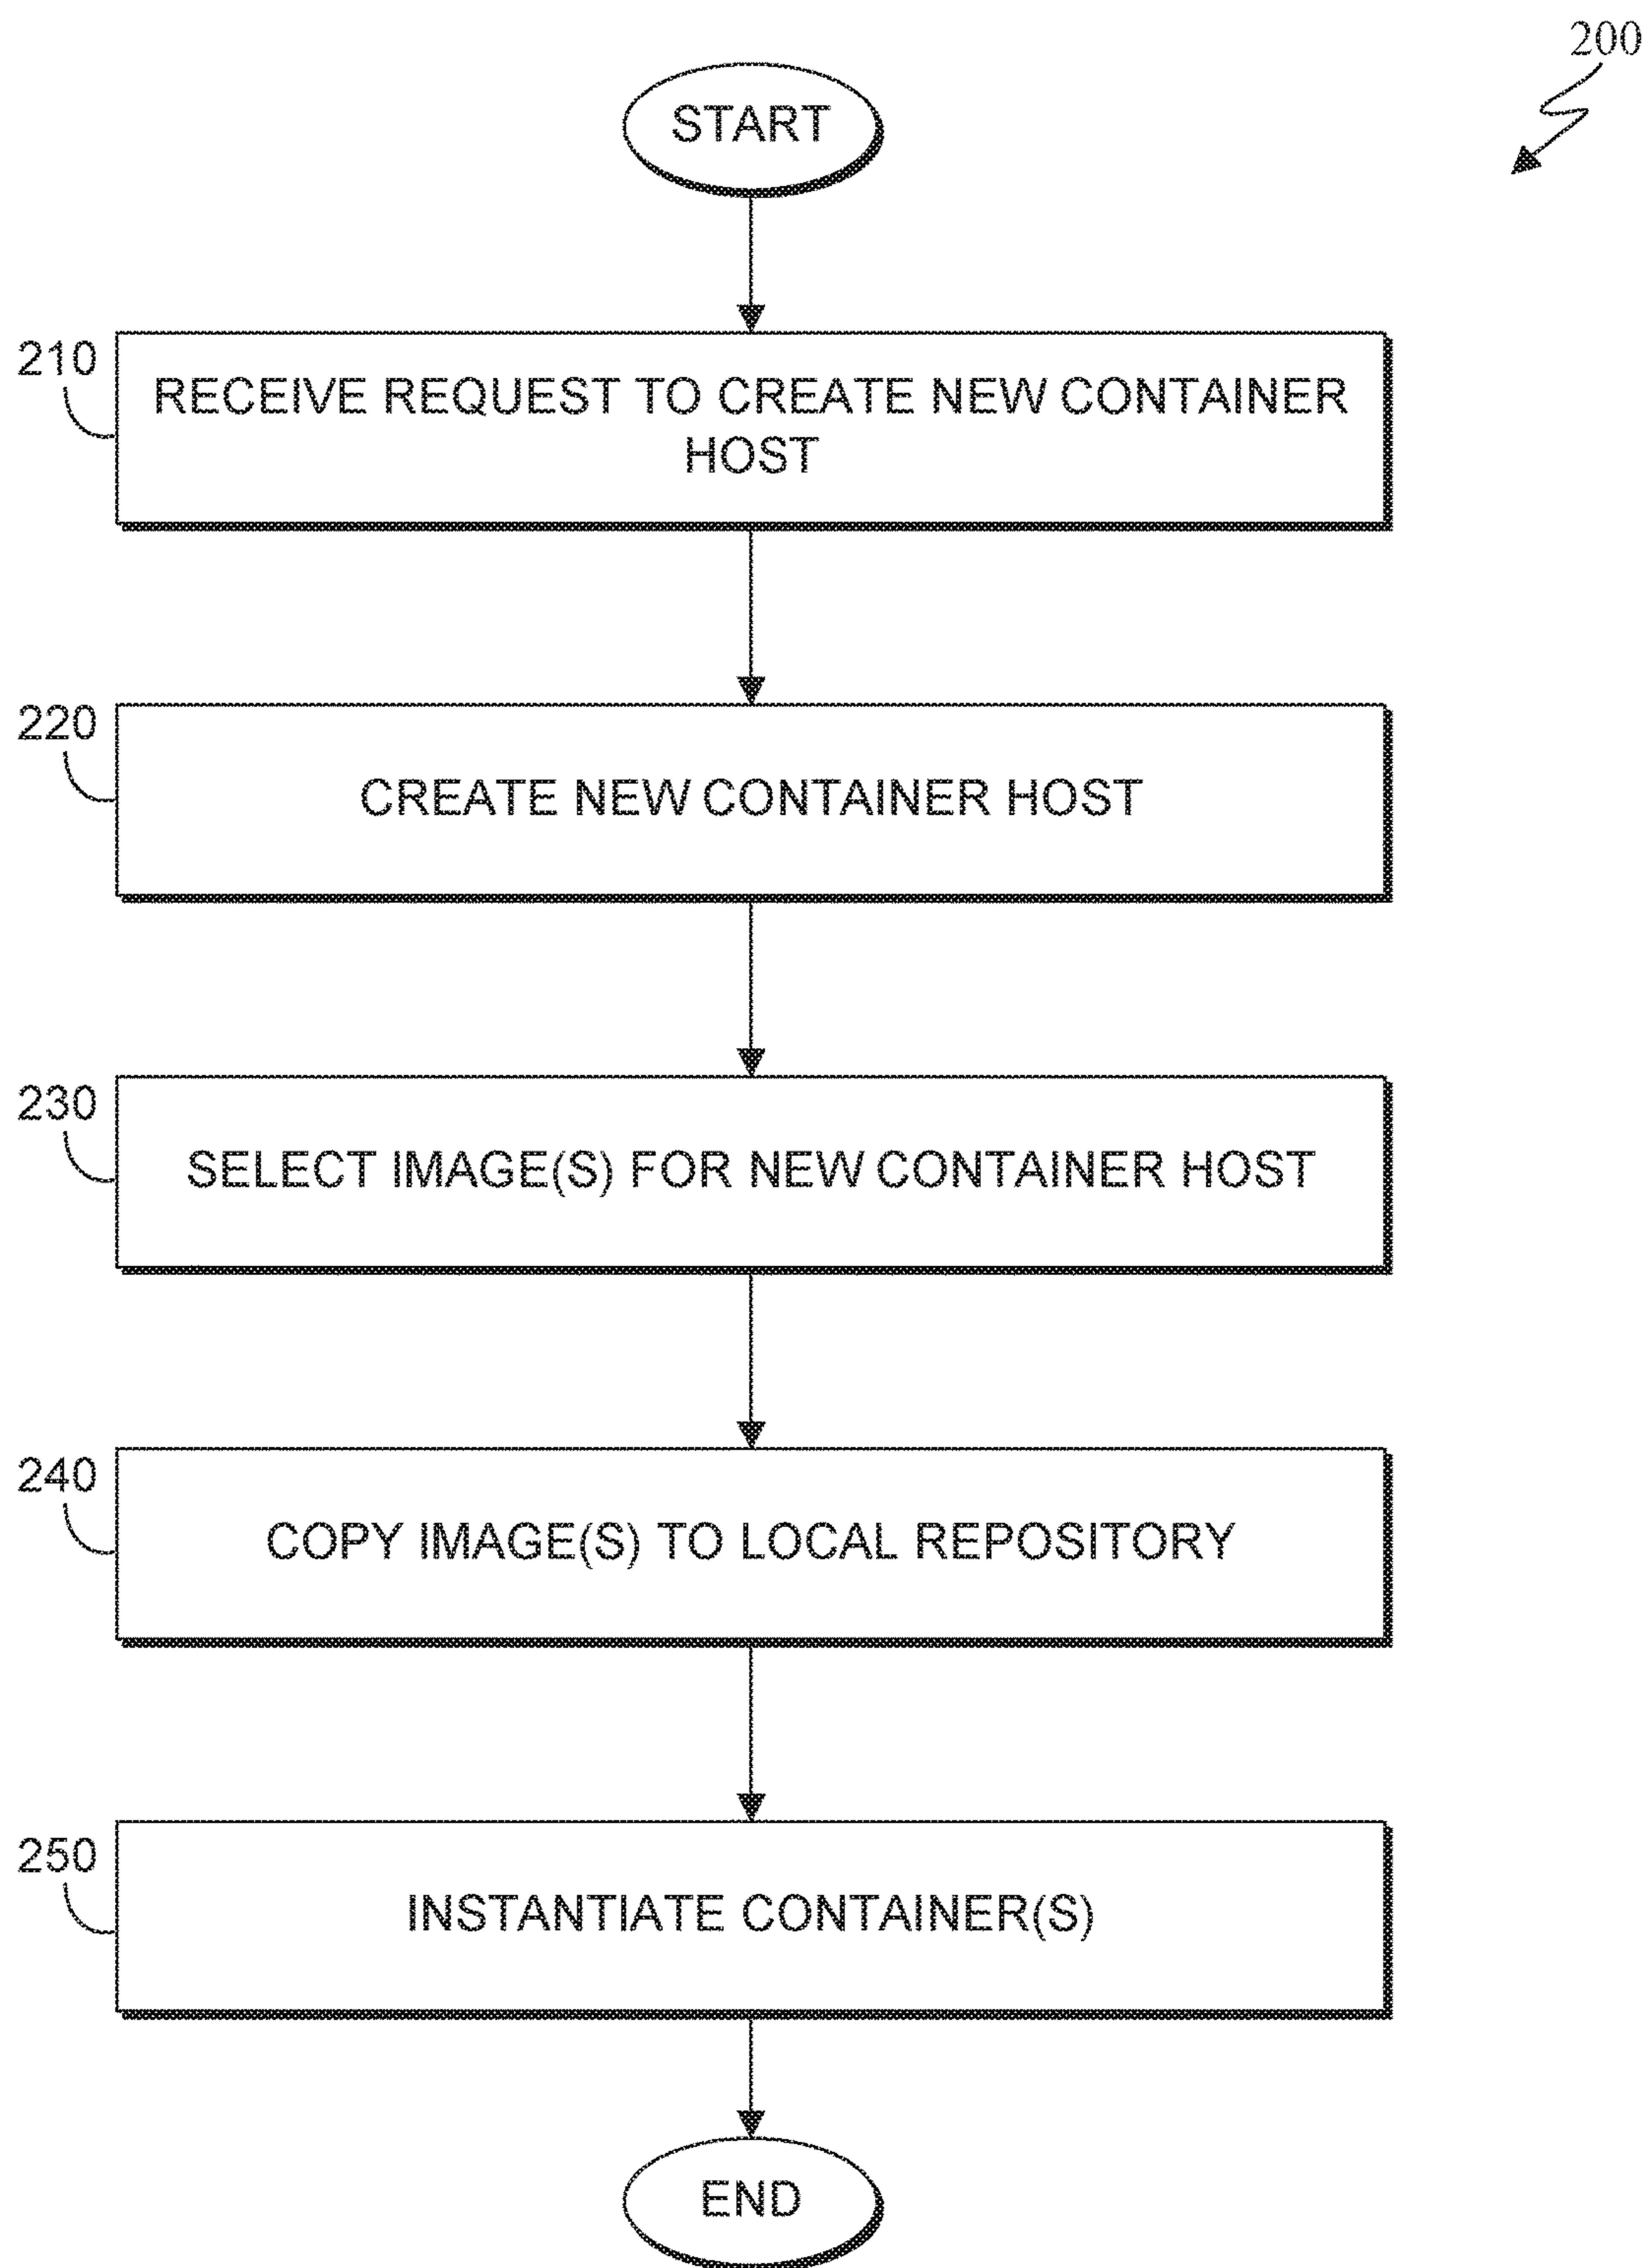 200
START
210
RECEIVE REQUEST TO CREATE NEW CONTAINER
HOST
220
CREATE NEW CONTAINER HOST
230
SELECT IMAGE(S) FOR NEW CONTAINER HOST
240
COPY IMAGE(S) TO LOCAL REPOSITORY
250
INSTANTIATE CONTAINER(S)
END